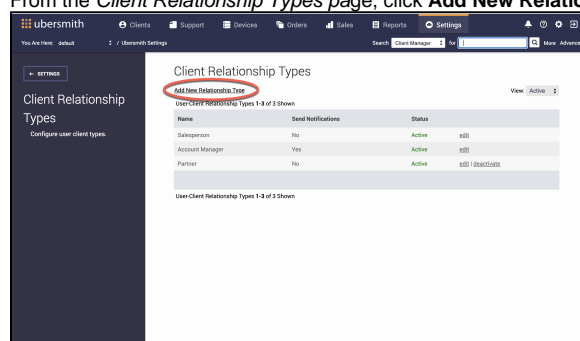 From the Client Relationship Types page, click Add New Relatio
ubersmith Clients Support Devices Orders Sales Reports Settings
You Are Here: default / Ubersmith Settings Search Client Manager for More Advance
← SETTINGS
Client Relationship Types
Configure user client types.
Client Relationship Types
Add New Relationship Type View: Active
User-Client Relationship Types 1-3 of 3 Shown
Name Send Notifications Status
Salesperson No Active edit
Account Manager Yes Active edit
Partner No Active edit | deactivate
User-Client Relationship Types 1-3 of 3 Shown